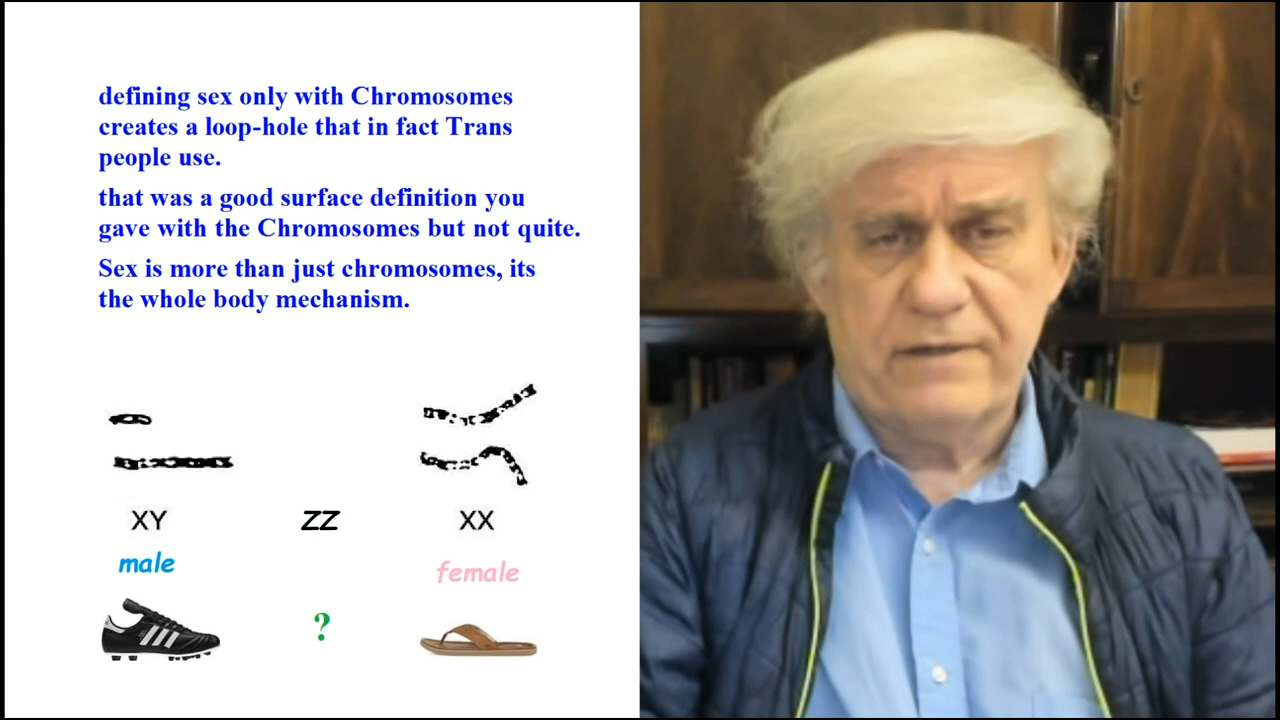 defining sex only with Chromosomes
creates a loop-hole that in fact Trans
people use.
that was a good surface definition you
gave with the Chromosomes but not quite.
Sex is more than just chromosomes, its
the whole body mechanism.
XY ZZ XX
male female
?